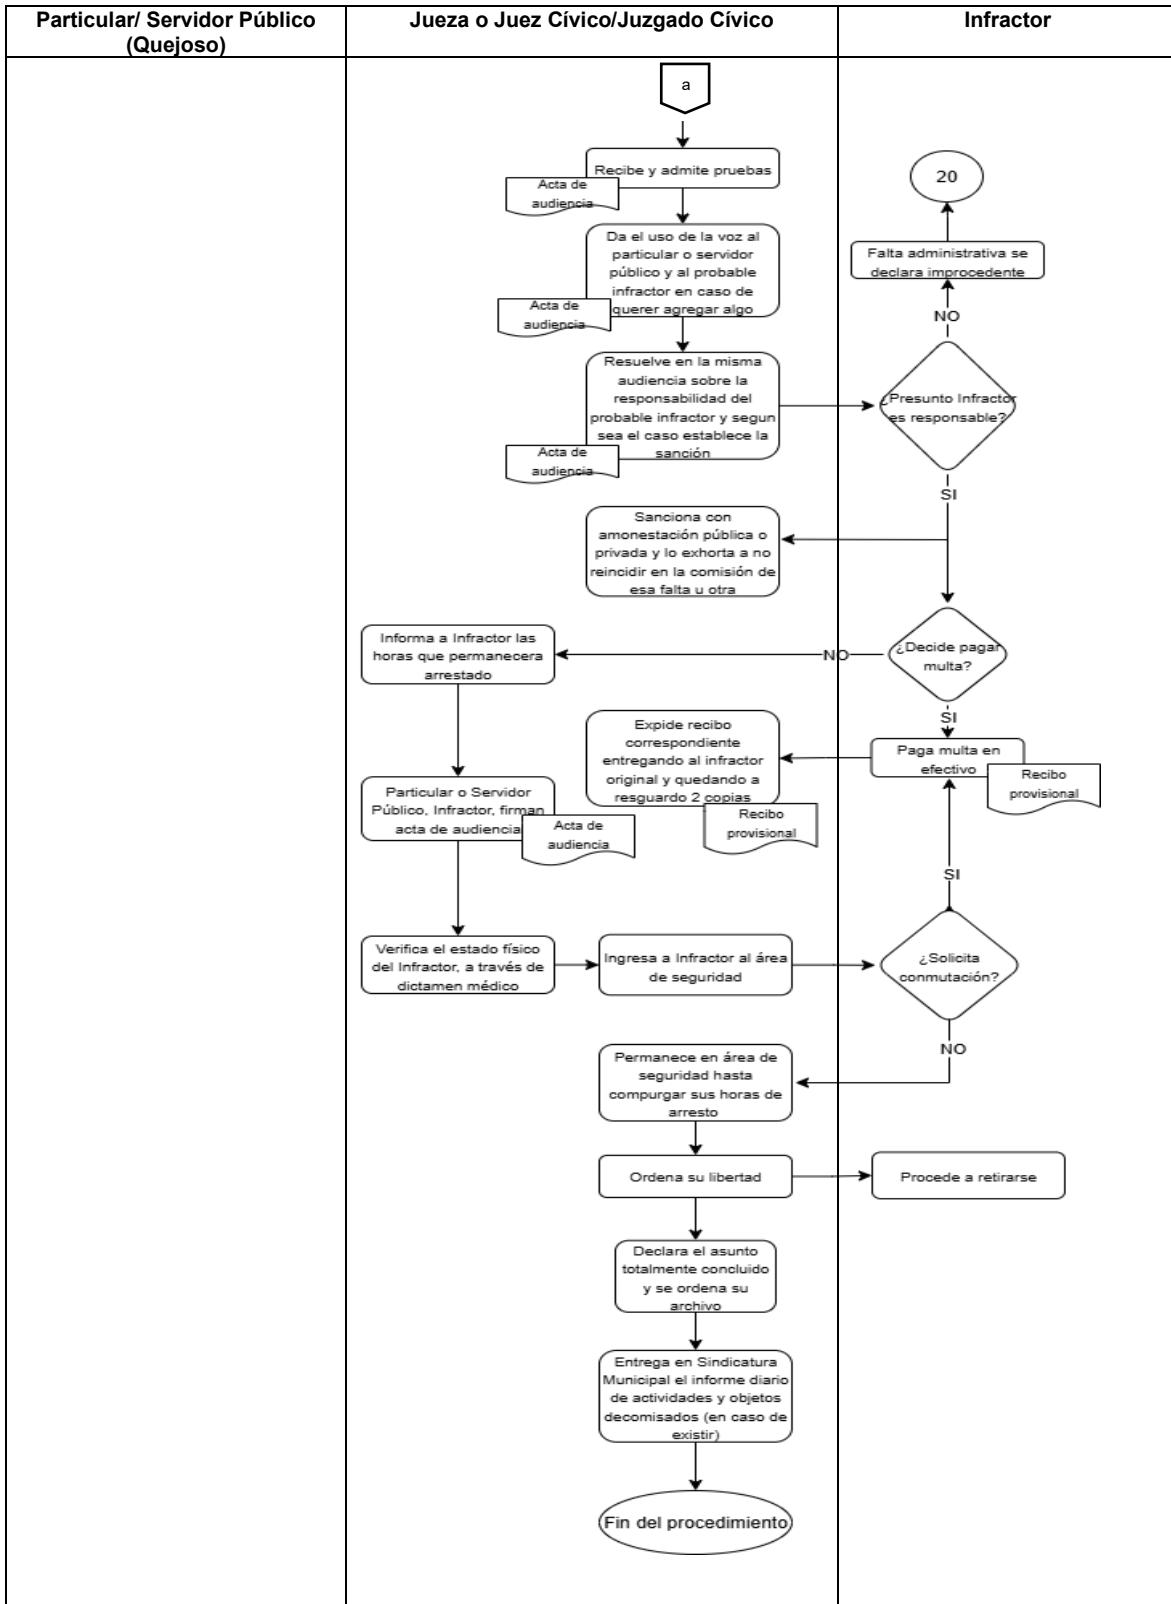 Particular/ Servidor Público
(Quejoso)
Jueza o Juez Cívico/Juzgado Cívico
Infractor
a
Recibe y admite pruebas
Acta de
audiencia
20
Da el uso de la voz al
particular o servidor
público y al probable
infractor en caso de
querer agregar algo
Acta de
audiencia
Falta administrativa se
declara improcedente
NO
Resuelve en la misma
audiencia sobre la
responsabilidad del
probable infractor y segun
sea el caso establece la
sanción
Acta de
audiencia
¿Presunto Infractor
es responsable?
SI
Sanciona con
amonestación pública o
privada y lo exhorta a no
reincidir en la comisión de
esa falta u otra
Informa a Infractor las
horas que permanecera
arrestado
NO
¿Decide pagar
multa?
SI
Expide recibo
correspondiente
entregando al infractor
original y quedando a
resguardo 2 copias
Recibo
provisional
Paga multa en
efectivo
Recibo
provisional
Particular o Servidor
Público, Infractor, firman
acta de audiencia
Acta de
audiencia
SI
Verifica el estado físico
del Infractor, a través de
dictamen médico
Ingresa a Infractor al área
de seguridad
¿Solicita
conmutación?
NO
Permanece en área de
seguridad hasta
compurgar sus horas de
arresto
Ordena su libertad
Procede a retirarse
Declara el asunto
totalmente concluido
y se ordena su
archivo
Entrega en Sindicatura
Municipal el informe diario
de actividades y objetos
decomisados (en caso de
existir)
Fin del procedimiento